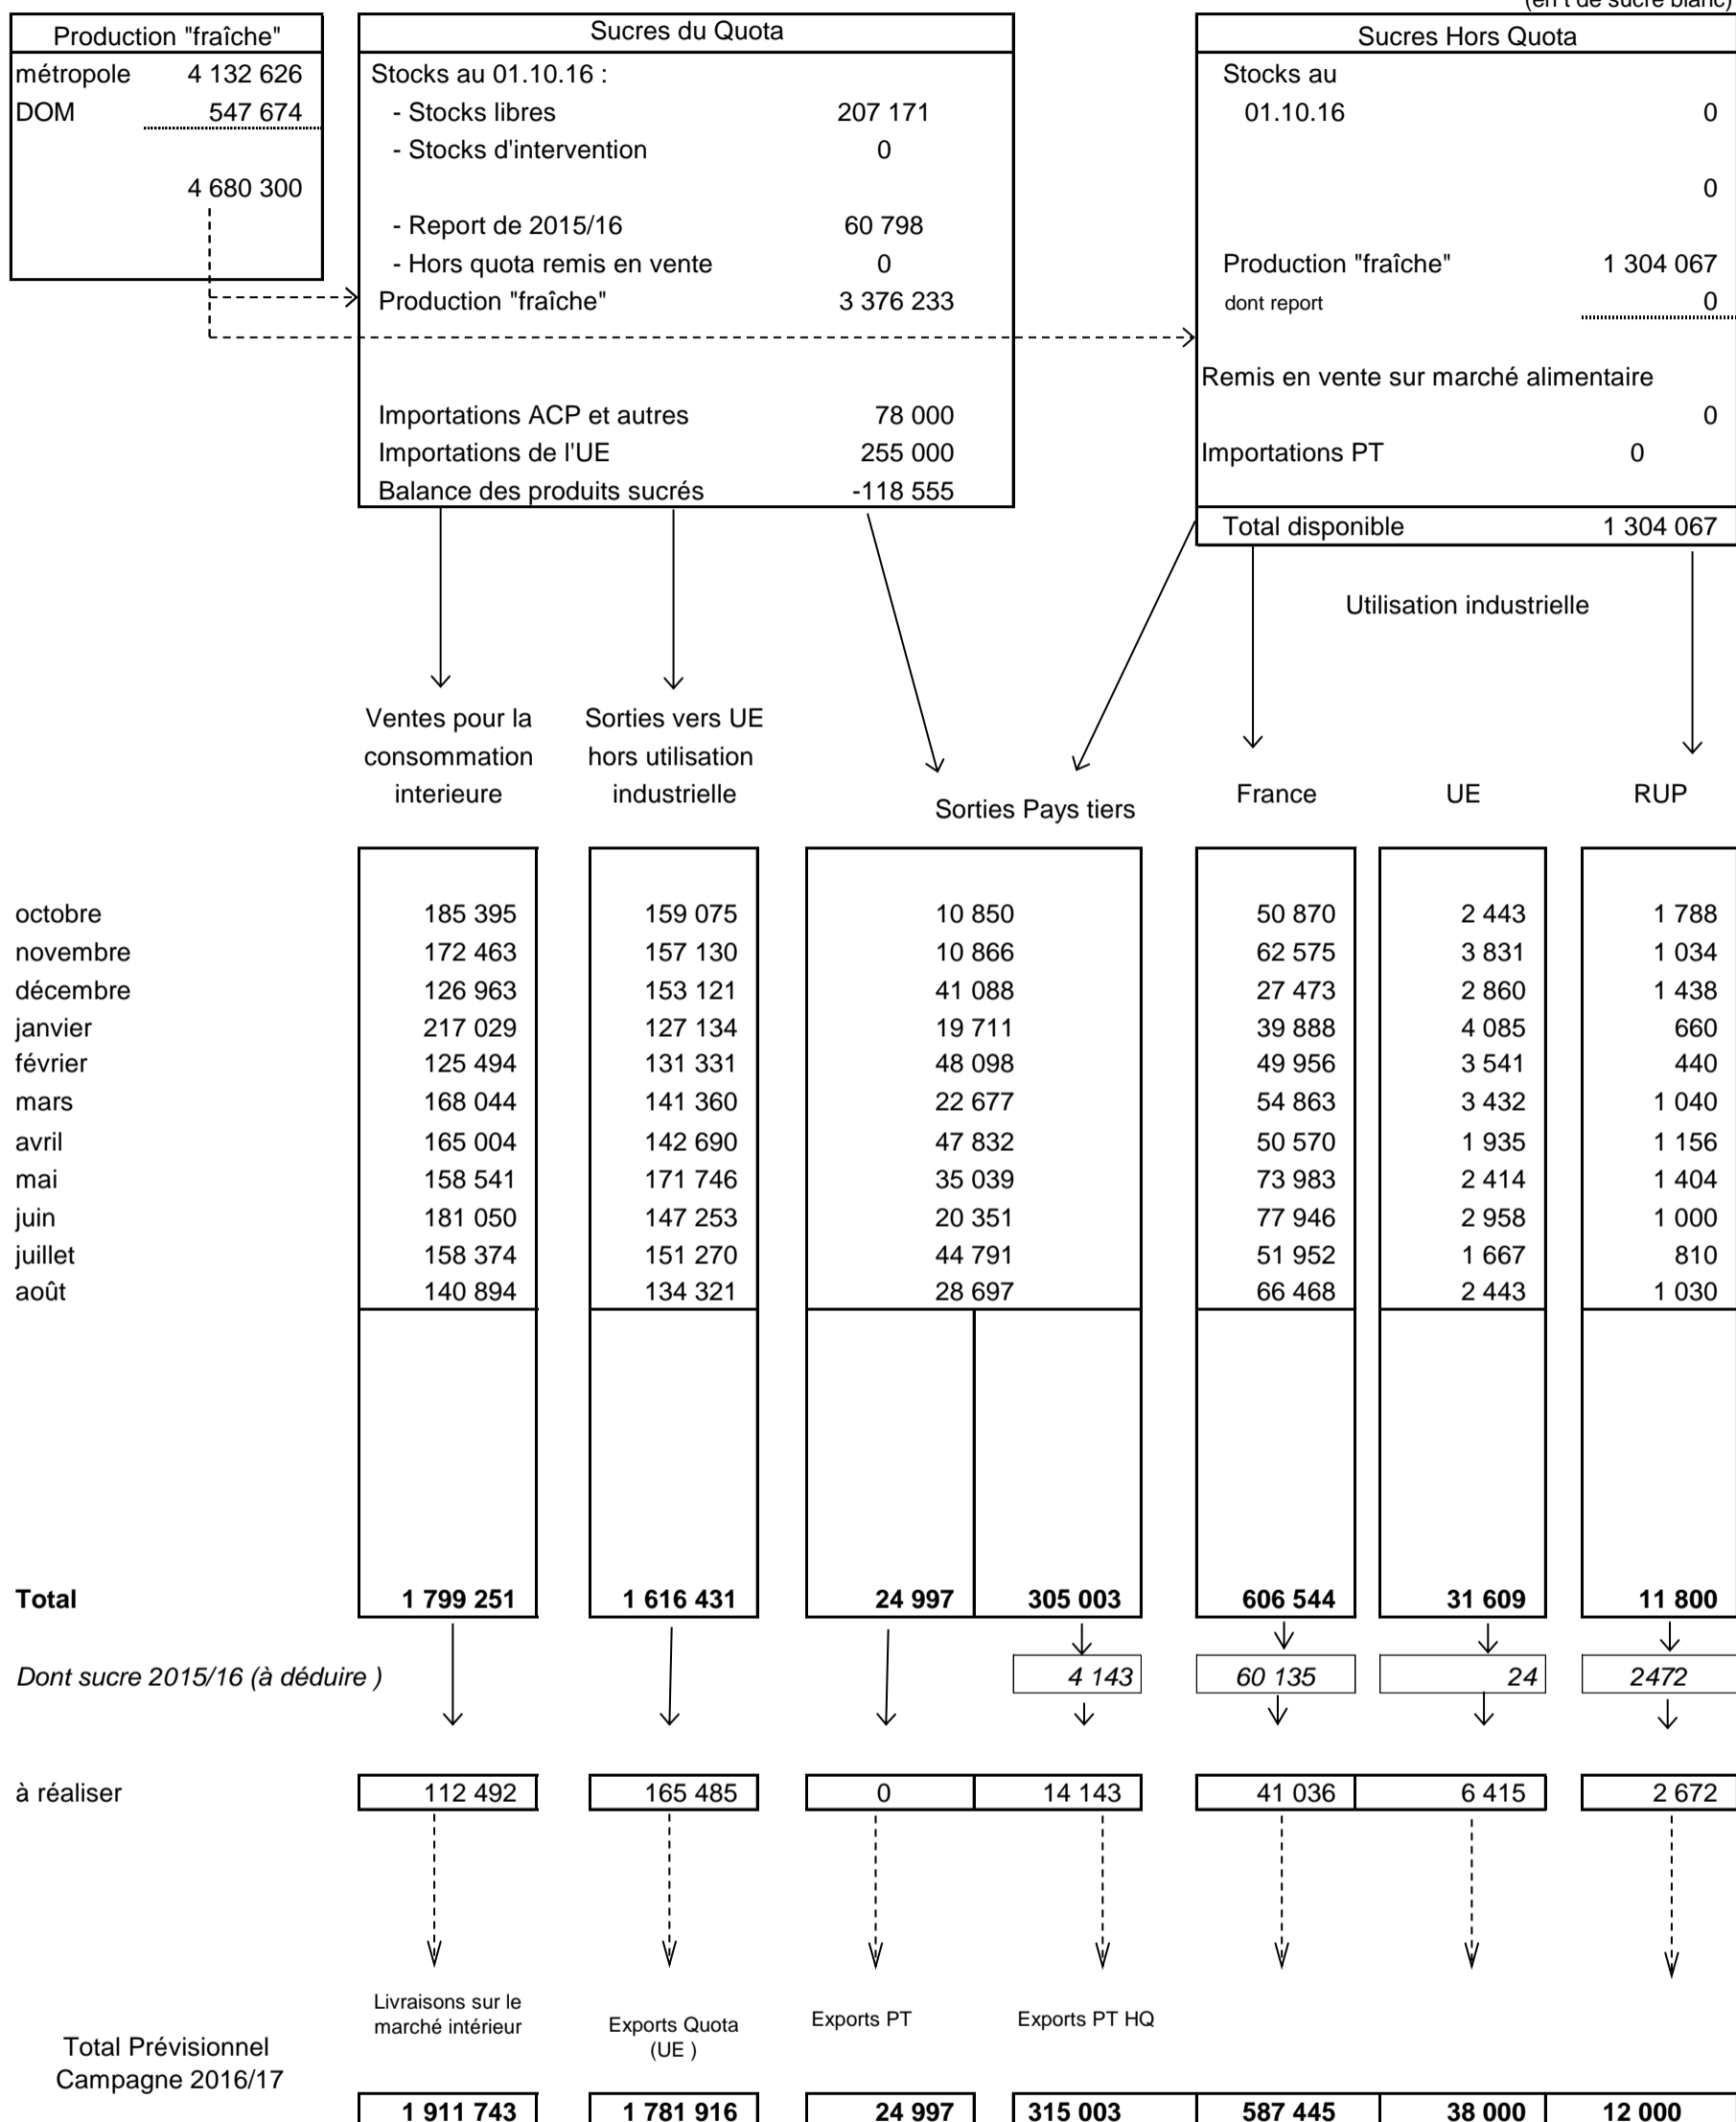 (en t de sucre blanc)
Production "fraîche"
métropole 4 132 626
DOM 547 674
4 680 300
Sucres du Quota
Stocks au 01.10.16 :
- Stocks libres 207 171
- Stocks d'intervention 0
- Report de 2015/16 60 798
- Hors quota remis en vente 0
Production "fraîche" 3 376 233
Importations ACP et autres 78 000
Importations de l'UE 255 000
Balance des produits sucrés -118 555
Sucres Hors Quota
Stocks au
01.10.16 0
0
Production "fraîche" 1 304 067
dont report 0
Remis en vente sur marché alimentaire
0
Importations PT 0
Total disponible 1 304 067
Utilisation industrielle
Ventes pour la
consommation
interieure
Sorties vers UE
hors utilisation
industrielle
Sorties Pays tiers
France UE RUP
octobre 185 395 159 075 10 850 50 870 2 443 1 788
novembre 172 463 157 130 10 866 62 575 3 831 1 034
décembre 126 963 153 121 41 088 27 473 2 860 1 438
janvier 217 029 127 134 19 711 39 888 4 085 660
février 125 494 131 331 48 098 49 956 3 541 440
mars 168 044 141 360 22 677 54 863 3 432 1 040
avril 165 004 142 690 47 832 50 570 1 935 1 156
mai 158 541 171 746 35 039 73 983 2 414 1 404
juin 181 050 147 253 20 351 77 946 2 958 1 000
juillet 158 374 151 270 44 791 51 952 1 667 810
août 140 894 134 321 28 697 66 468 2 443 1 030
Total 1 799 251 1 616 431 24 997 305 003 606 544 31 609 11 800
Dont sucre 2015/16 (à déduire ) 4 143 60 135 24 2472
à réaliser 112 492 165 485 0 14 143 41 036 6 415 2 672
Livraisons sur le
marché intérieur
Exports Quota
(UE )
Exports PT
Exports PT HQ
Total Prévisionnel
Campagne 2016/17
1 911 743 1 781 916 24 997 315 003 587 445 38 000 12 000